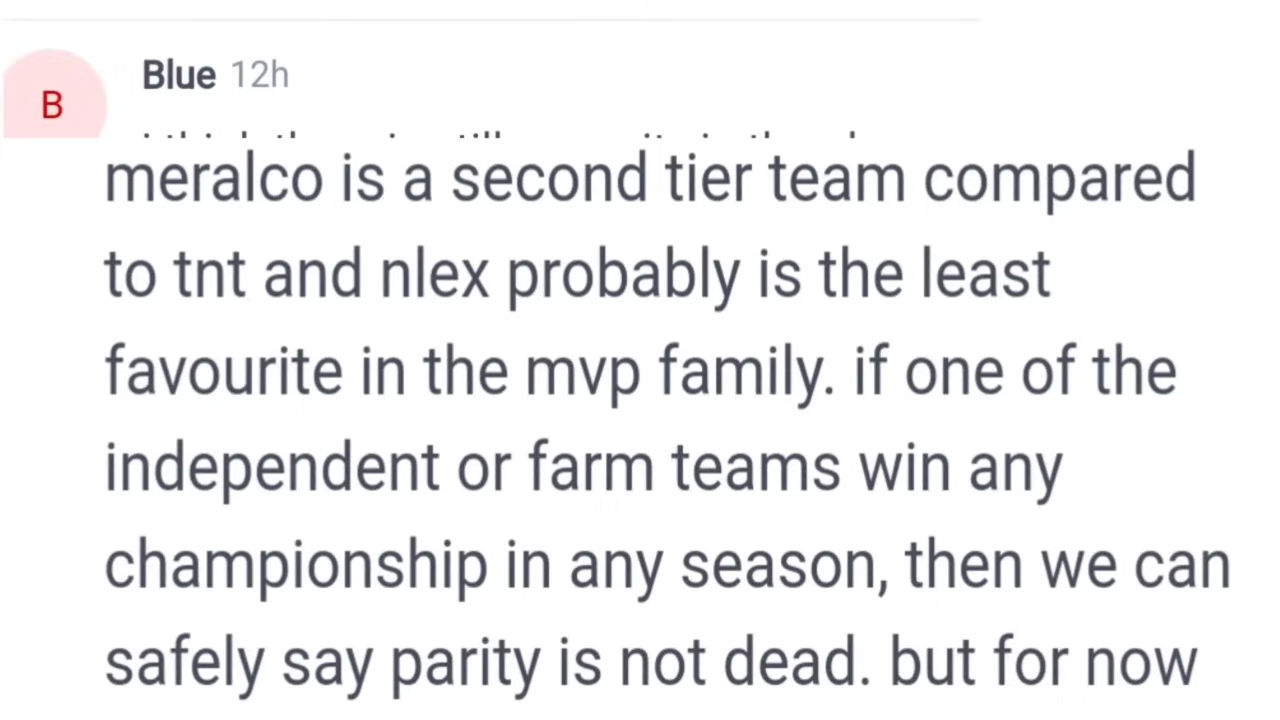 B
Blue 12h
meralco is a second tier team compared
to tnt and nlex probably is the least
favourite in the mvp family. if one of the
independent or farm teams win any
championship in any season, then we can
safely say parity is not dead. but for now